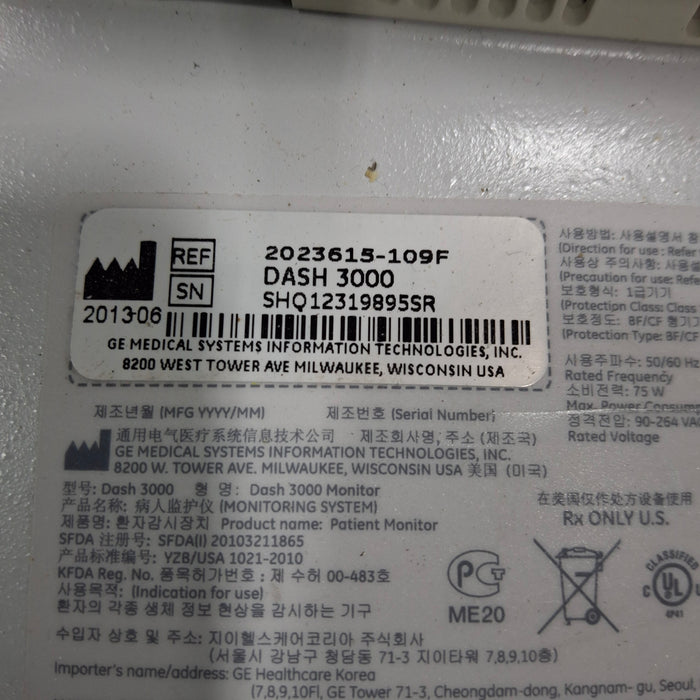 REF 2023615-109F
DASH 3000
SN SHQ12319895SR
2013-06
GE MEDICAL SYSTEMS INFORMATION TECHNOLOGIES, INC.
8200 WEST TOWER AVE MILWAUKEE, WISCONSIN USA
제조년월 (MFG YYYY/MM) 제조번호 (Serial Number)
通用电气医疗系统信息技术公司 제조회사명, 주소 (제조국)
GE MEDICAL SYSTEMS INFORMATION TECHNOLOGIES, INC.
8200 W. TOWER AVE. MILWAUKEE, WISCONSIN USA 美国 (미국)
型号: Dash 3000 형 명: Dash 3000 Monitor
产品名称: 病人监护仪 (MONITORING SYSTEM)
제품명: 환자감시장치 Product name: Patient Monitor
SFDA 注册号: SFDA(I) 20103211865
产品标准编号: YZB/USA 1021-2010
KFDA Reg. No. 품목허가번호: 제 수허 00-483호
사용목적: (Indication for use)
환자의 각종 생체 정보 현상을 감시하는 기구
수입자 상호 및 주소: 지이헬스케어코리아 주식회사
(서울시 강남구 청담동 71-3 지이타워 7,8,9,10층)
Importer's name/address: GE Healthcare Korea
(7,8,9,10Fl, GE Tower 71-3, Cheongdam-dong, Kangnam-gu, Seoul
사용방법: 사용설명서 참
(Direction for use: Refer
사용상 주의사항: 사용
(Precaution for use: Refe
보호형식: 1급기기
(Protection Class: Class
보호정도: BF/CF 형기기
(Protection Type: BF/CF
사용주파수: 50/60 H
Rated Frequency
소비전력: 75 W
Max. Power Consum
정격전압: 90-264 VA
Rated Voltage
在美国仅作处方设备使用
Rx ONLY U.S.
PCT
ME20
CLASSIFIED
C UL